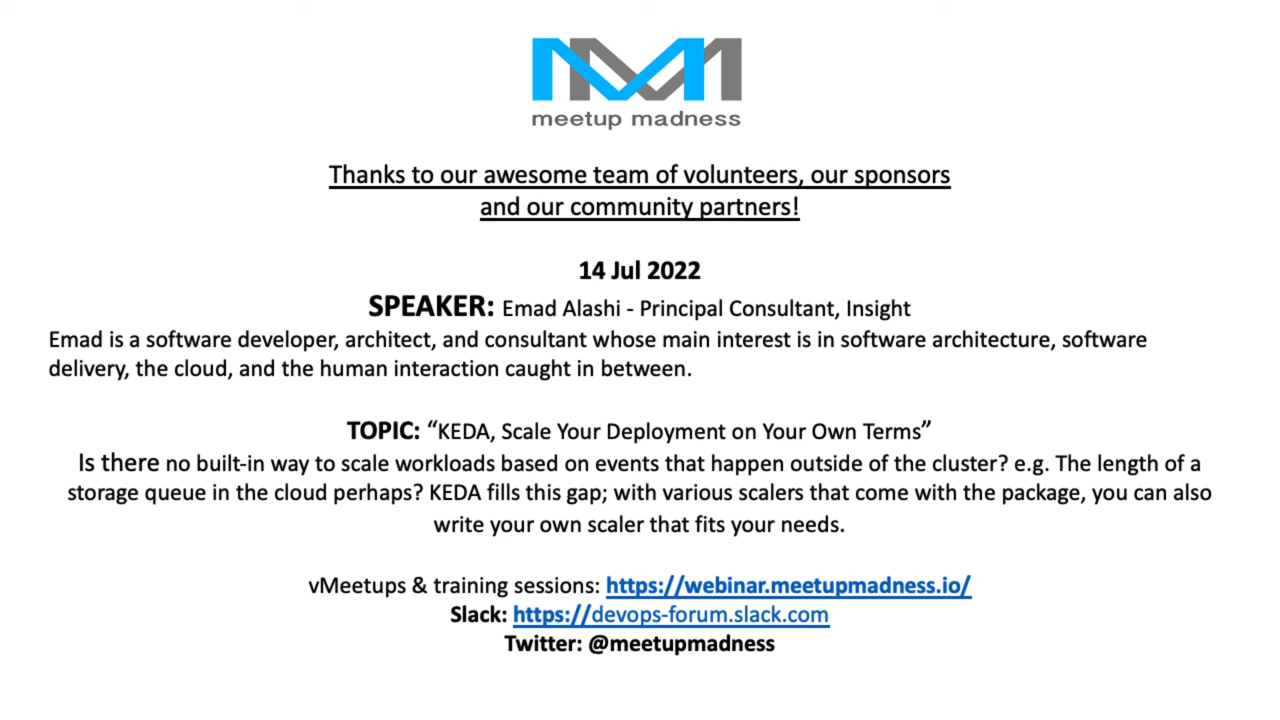 meetup madness
Thanks to our awesome team of volunteers, our sponsors
and our community partners!
14 Jul 2022
SPEAKER: Emad Alashi - Principal Consultant, Insight
Emad is a software developer, architect, and consultant whose main interest is in software architecture, software
delivery, the cloud, and the human interaction caught in between.
TOPIC: “KEDA, Scale Your Deployment on Your Own Terms”
Is there no built-in way to scale workloads based on events that happen outside of the cluster? e.g. The length of a
storage queue in the cloud perhaps? KEDA fills this gap; with various scalers that come with the package, you can also
write your own scaler that fits your needs.
vMeetups & training sessions: https://webinar.meetupmadness.io/
Slack: https://devops-forum.slack.com
Twitter: @meetupmadness